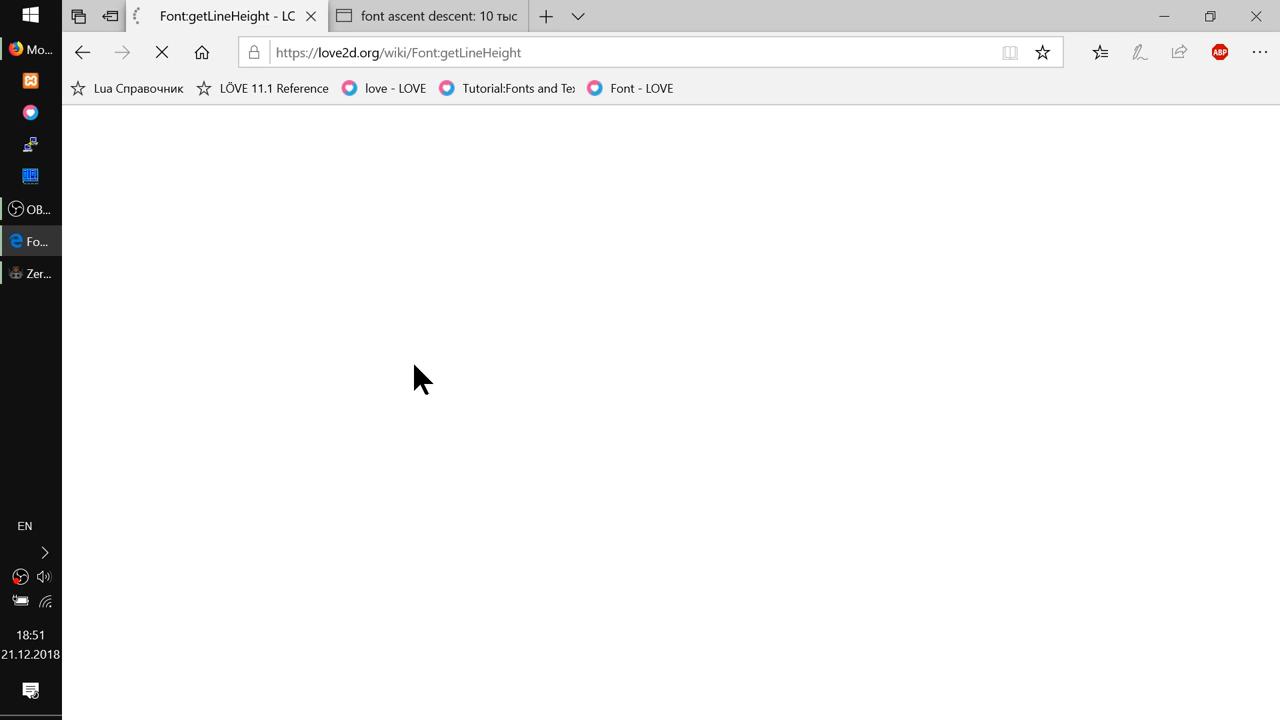 Font:getLineHeight - LC
font ascent descent: 10 тыс
Mo...
https://love2d.org/wiki/Font:getLineHeight
ABP
Lua Справочник
LÖVE 11.1 Reference
love - LOVE
Tutorial:Fonts and Te
Font - LOVE
OB...
Fo...
Zer...
EN
18:51
21.12.2018